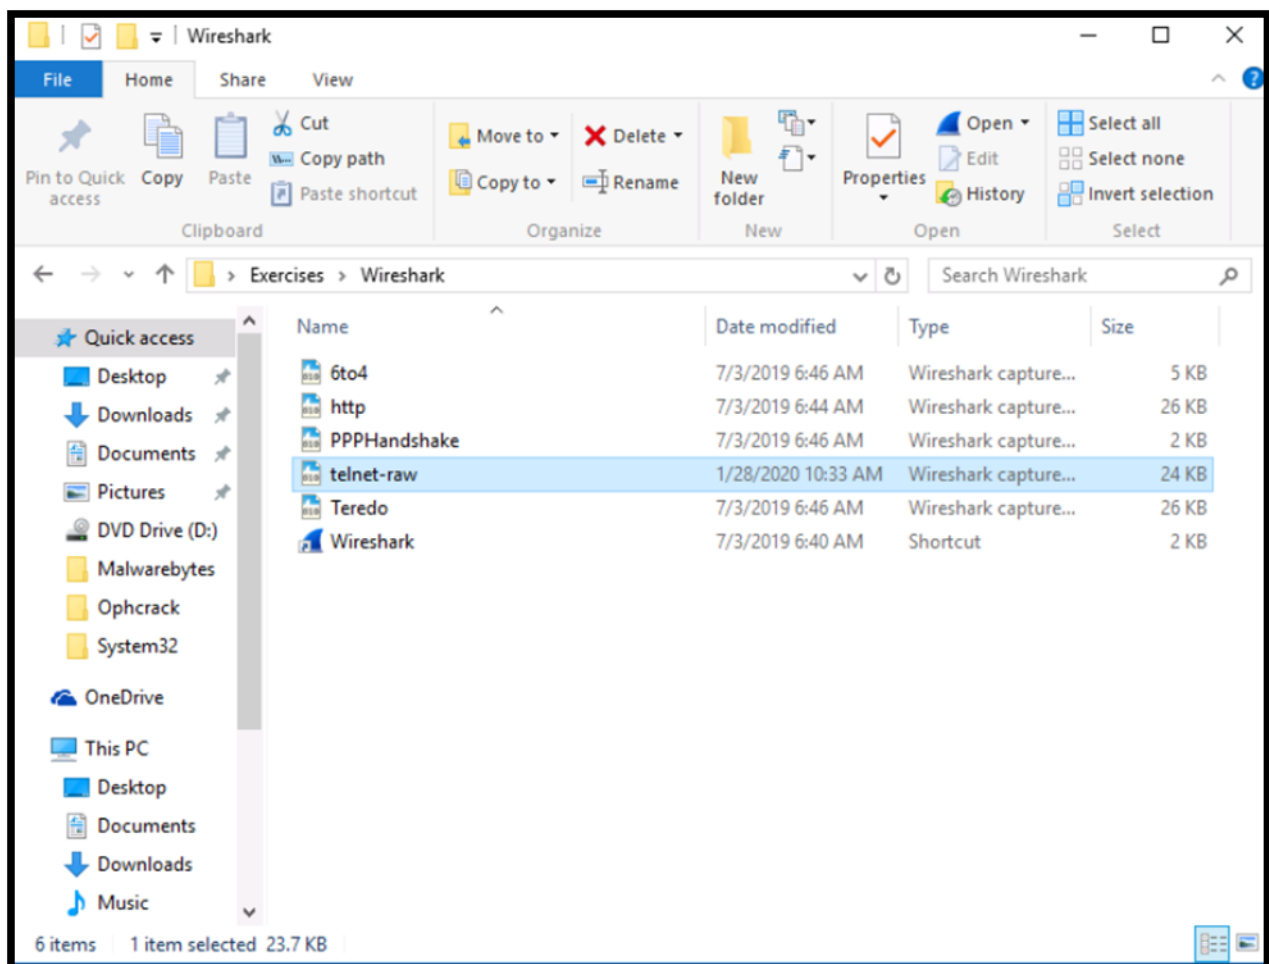 Wireshark
File Home Share View
Pin to Quick access
Copy
Paste
Cut
Copy path
Paste shortcut
Clipboard
Move to
Copy to
Delete
Rename
Organize
New folder
New
Properties
Open
Edit
History
Open
Select all
Select none
Invert selection
Select
Exercises > Wireshark
Search Wireshark
Quick access
Desktop
Downloads
Documents
Pictures
DVD Drive (D:)
Malwarebytes
Ophcrack
System32
OneDrive
This PC
Desktop
Documents
Downloads
Music
Name Date modified Type Size
6to4 7/3/2019 6:46 AM Wireshark capture... 5 KB
http 7/3/2019 6:44 AM Wireshark capture... 26 KB
PPPHandshake 7/3/2019 6:46 AM Wireshark capture... 2 KB
telnet-raw 1/28/2020 10:33 AM Wireshark capture... 24 KB
Teredo 7/3/2019 6:46 AM Wireshark capture... 26 KB
Wireshark 7/3/2019 6:40 AM Shortcut 2 KB
6 items 1 item selected 23.7 KB